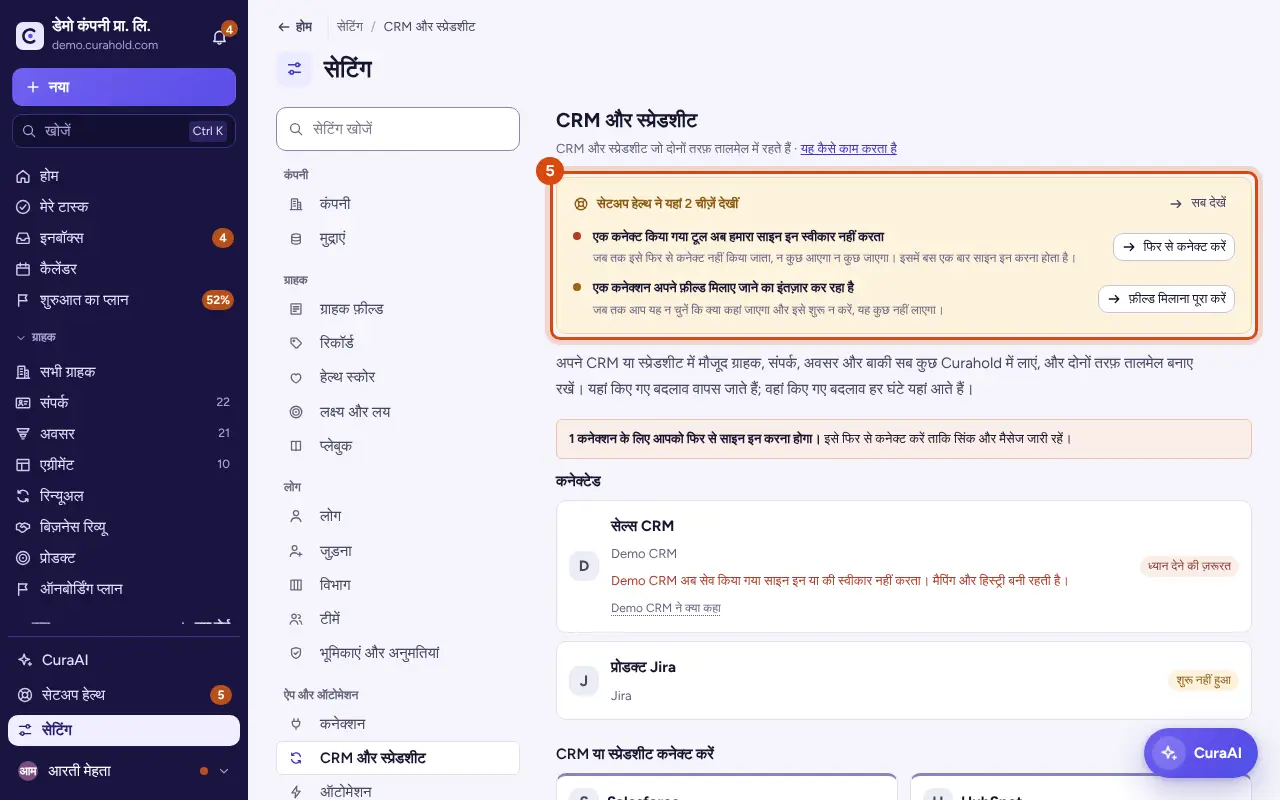 डेमो कंपनी प्रा. लि.
demo.curahold.com
4
नया
खोजें
Ctrl K
होम
मेरे टास्क
इनबॉक्स
4
कैलेंडर
शुरुआत का प्लान
52%
ग्राहक
सभी ग्राहक
संपर्क
22
अवसर
21
एग्रीमेंट
10
रिन्यूअल
बिज़नेस रिव्यू
प्रोडक्ट
ऑनबोर्डिंग प्लान
CuraAI
सेटअप हेल्थ
5
सेटिंग
आम
आरती मेहता
होम
सेटिंग / CRM और स्प्रेडशीट
सेटिंग
सेटिंग खोजें
कंपनी
कंपनी
मुद्राएं
ग्राहक
ग्राहक फ़ील्ड
रिकॉर्ड
हेल्थ स्कोर
लक्ष्य और लय
प्लेबुक
लोग
लोग
जुड़ना
विभाग
टीमें
भूमिकाएं और अनुमतियां
ऐप और ऑटोमेशन
कनेक्शन
CRM और स्प्रेडशीट
ऑटोमेशन
CRM और स्प्रेडशीट
CRM और स्प्रेडशीट जो दोनों तरफ़ तालमेल में रहते हैं · यह कैसे काम करता है
5
सेटअप हेल्थ ने यहां 2 चीज़ें देखीं
सब देखें
एक कनेक्ट किया गया टूल अब हमारा साइन इन स्वीकार नहीं करता
जब तक इसे फिर से कनेक्ट नहीं किया जाता, न कुछ आएगा न कुछ जाएगा। इसमें बस एक बार साइन इन करना होता है।
फिर से कनेक्ट करें
एक कनेक्शन अपने फ़ील्ड मिलाए जाने का इंतज़ार कर रहा है
जब तक आप यह न चुनें कि क्या कहां जाएगा और इसे शुरू न करें, यह कुछ नहीं लाएगा।
फ़ील्ड मिलाना पूरा करें
अपने CRM या स्प्रेडशीट में मौजूद ग्राहक, संपर्क, अवसर और बाकी सब कुछ Curahold में लाएं, और दोनों तरफ़ तालमेल बनाए
रखें। यहां किए गए बदलाव वापस जाते हैं; वहां किए गए बदलाव हर घंटे यहां आते हैं।
1 कनेक्शन के लिए आपको फिर से साइन इन करना होगा। इसे फिर से कनेक्ट करें ताकि सिंक और मैसेज जारी रहें।
कनेक्टेड
D
सेल्स CRM
Demo CRM
Demo CRM अब सेव किया गया साइन इन या की स्वीकार नहीं करता। मैपिंग और हिस्ट्री बनी रहती है।
Demo CRM ने क्या कहा
ध्यान देने की ज़रूरत
J
प्रोडक्ट Jira
Jira
शुरू नहीं हुआ
CRM या स्प्रेडशीट कनेक्ट करें
CuraAI
Salesforce
HubSpot